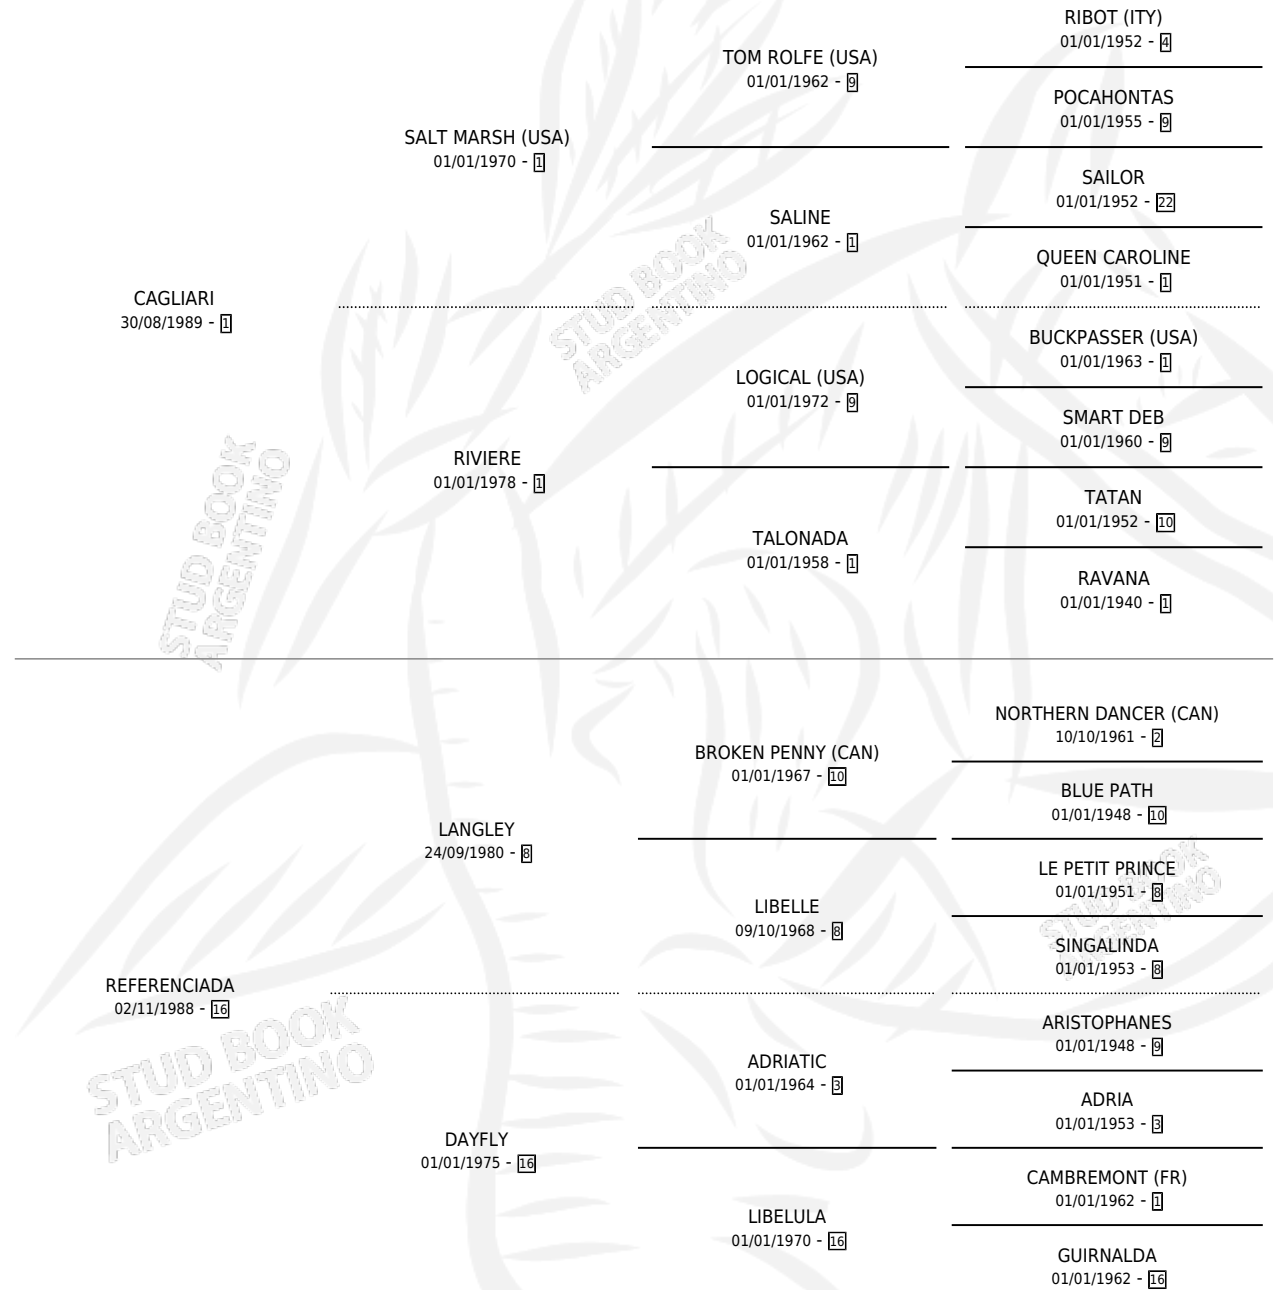 RIBOT (ITY)
01/01/1952 - 4
TOM ROLFE (USA)
01/01/1962 - 9
POCAHONTAS
01/01/1955 - 9
SALT MARSH (USA)
01/01/1970 - 1
SAILOR
01/01/1952 - 22
SALINE
01/01/1962 - 1
QUEEN CAROLINE
01/01/1951 - 1
CAGLIARI
30/08/1989 - 1
BUCKPASSER (USA)
01/01/1963 - 1
LOGICAL (USA)
01/01/1972 - 9
SMART DEB
01/01/1960 - 9
RIVIERE
01/01/1978 - 1
TATAN
01/01/1952 - 10
TALONADA
01/01/1958 - 1
RAVANA
01/01/1940 - 1
NORTHERN DANCER (CAN)
10/10/1961 - 2
BROKEN PENNY (CAN)
01/01/1967 - 10
BLUE PATH
01/01/1948 - 10
LANGLEY
24/09/1980 - 8
LE PETIT PRINCE
01/01/1951 - 8
LIBELLE
09/10/1968 - 8
SINGALINDA
01/01/1953 - 8
REFERENCIADA
02/11/1988 - 16
ARISTOPHANES
01/01/1948 - 9
ADRIATIC
01/01/1964 - 3
ADRIA
01/01/1953 - 3
DAYFLY
01/01/1975 - 16
CAMBREMONT (FR)
01/01/1962 - 1
LIBELULA
01/01/1970 - 16
GUIRNALDA
01/01/1962 - 16
STUD BOOK
ARGENTINO
STUD BOOK
ARGENTINO
STUD BOOK
ARGENTINO
STUD BOOK
ARGENTINO